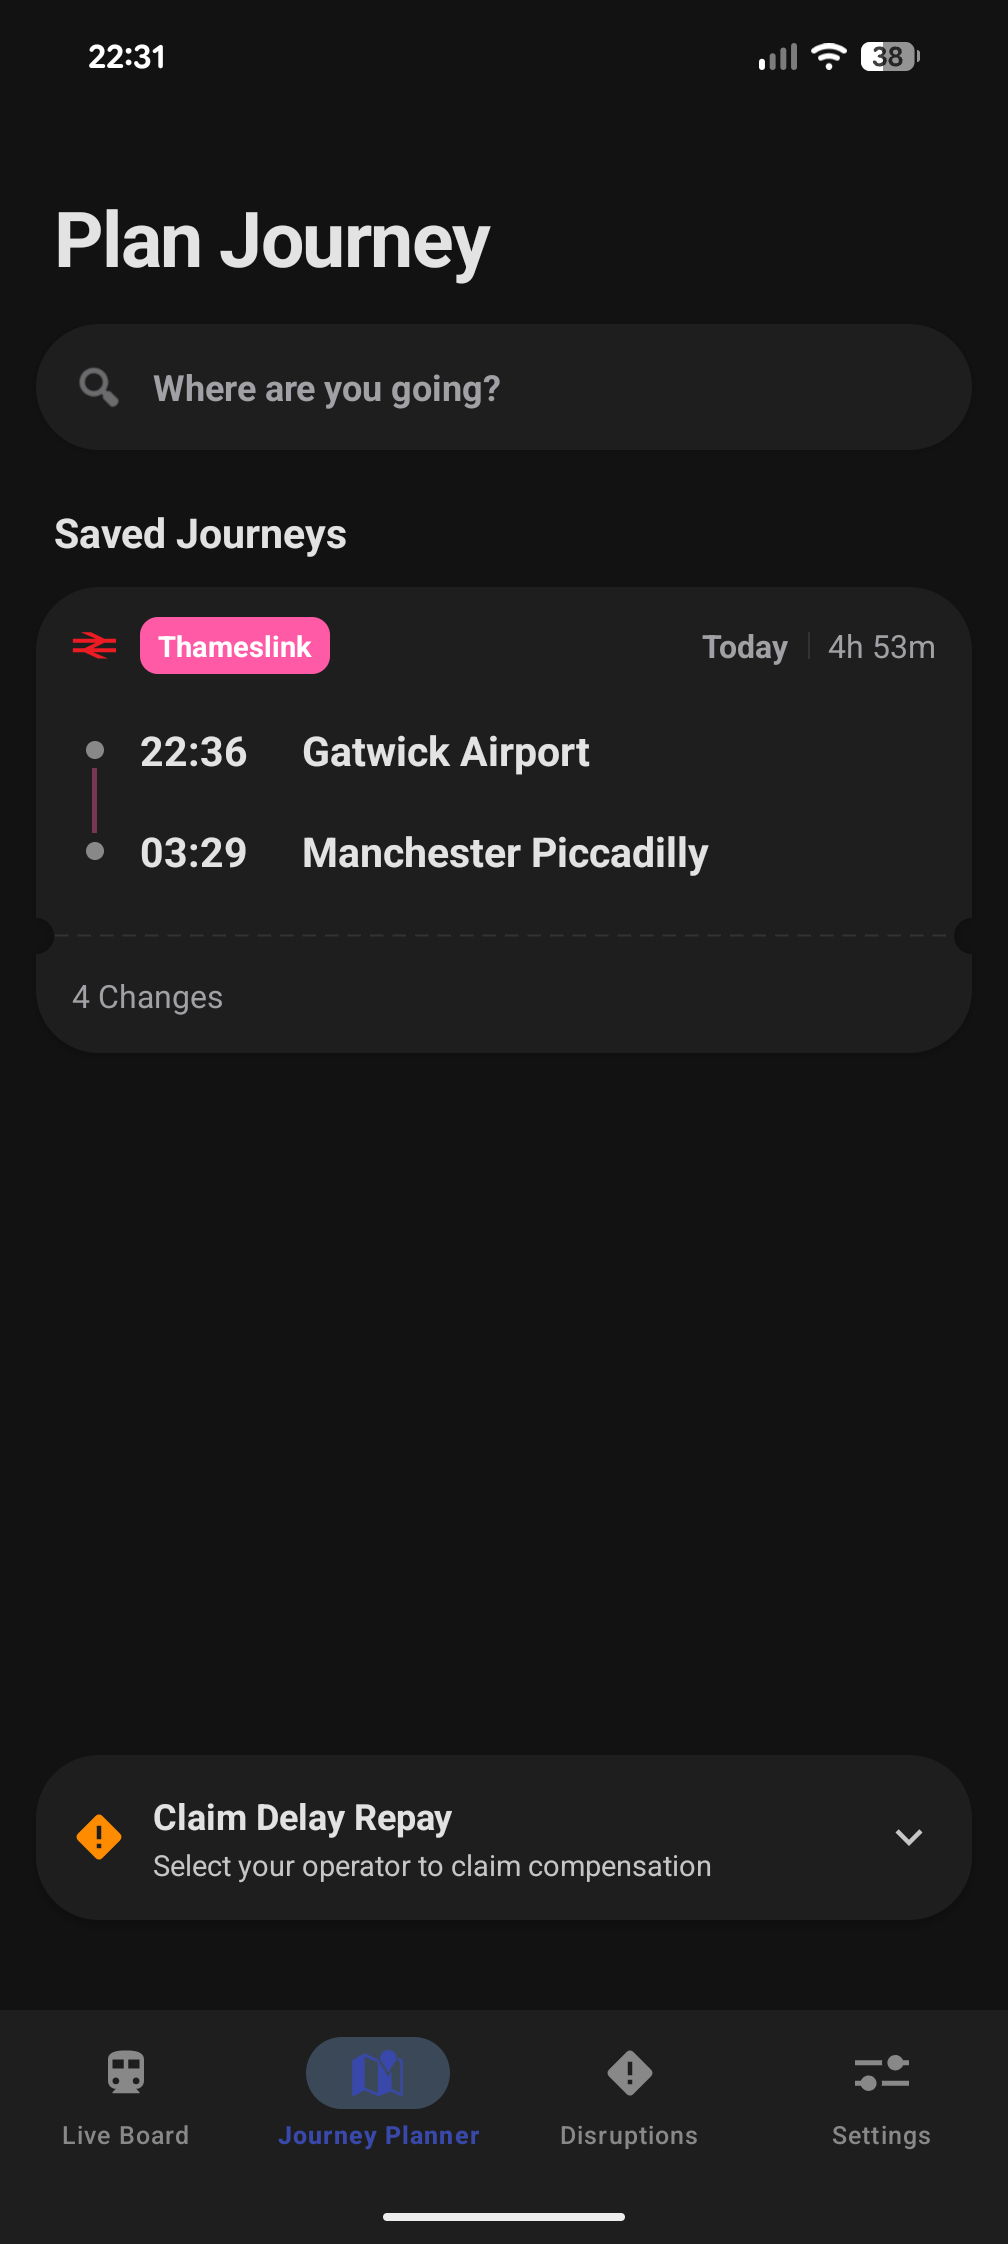 22:31
38
Plan Journey
Where are you going?
Saved Journeys
Thameslink
Today
4h 53m
22:36 Gatwick Airport
03:29 Manchester Piccadilly
4 Changes
Claim Delay Repay
Select your operator to claim compensation
Live Board
Journey Planner
Disruptions
Settings